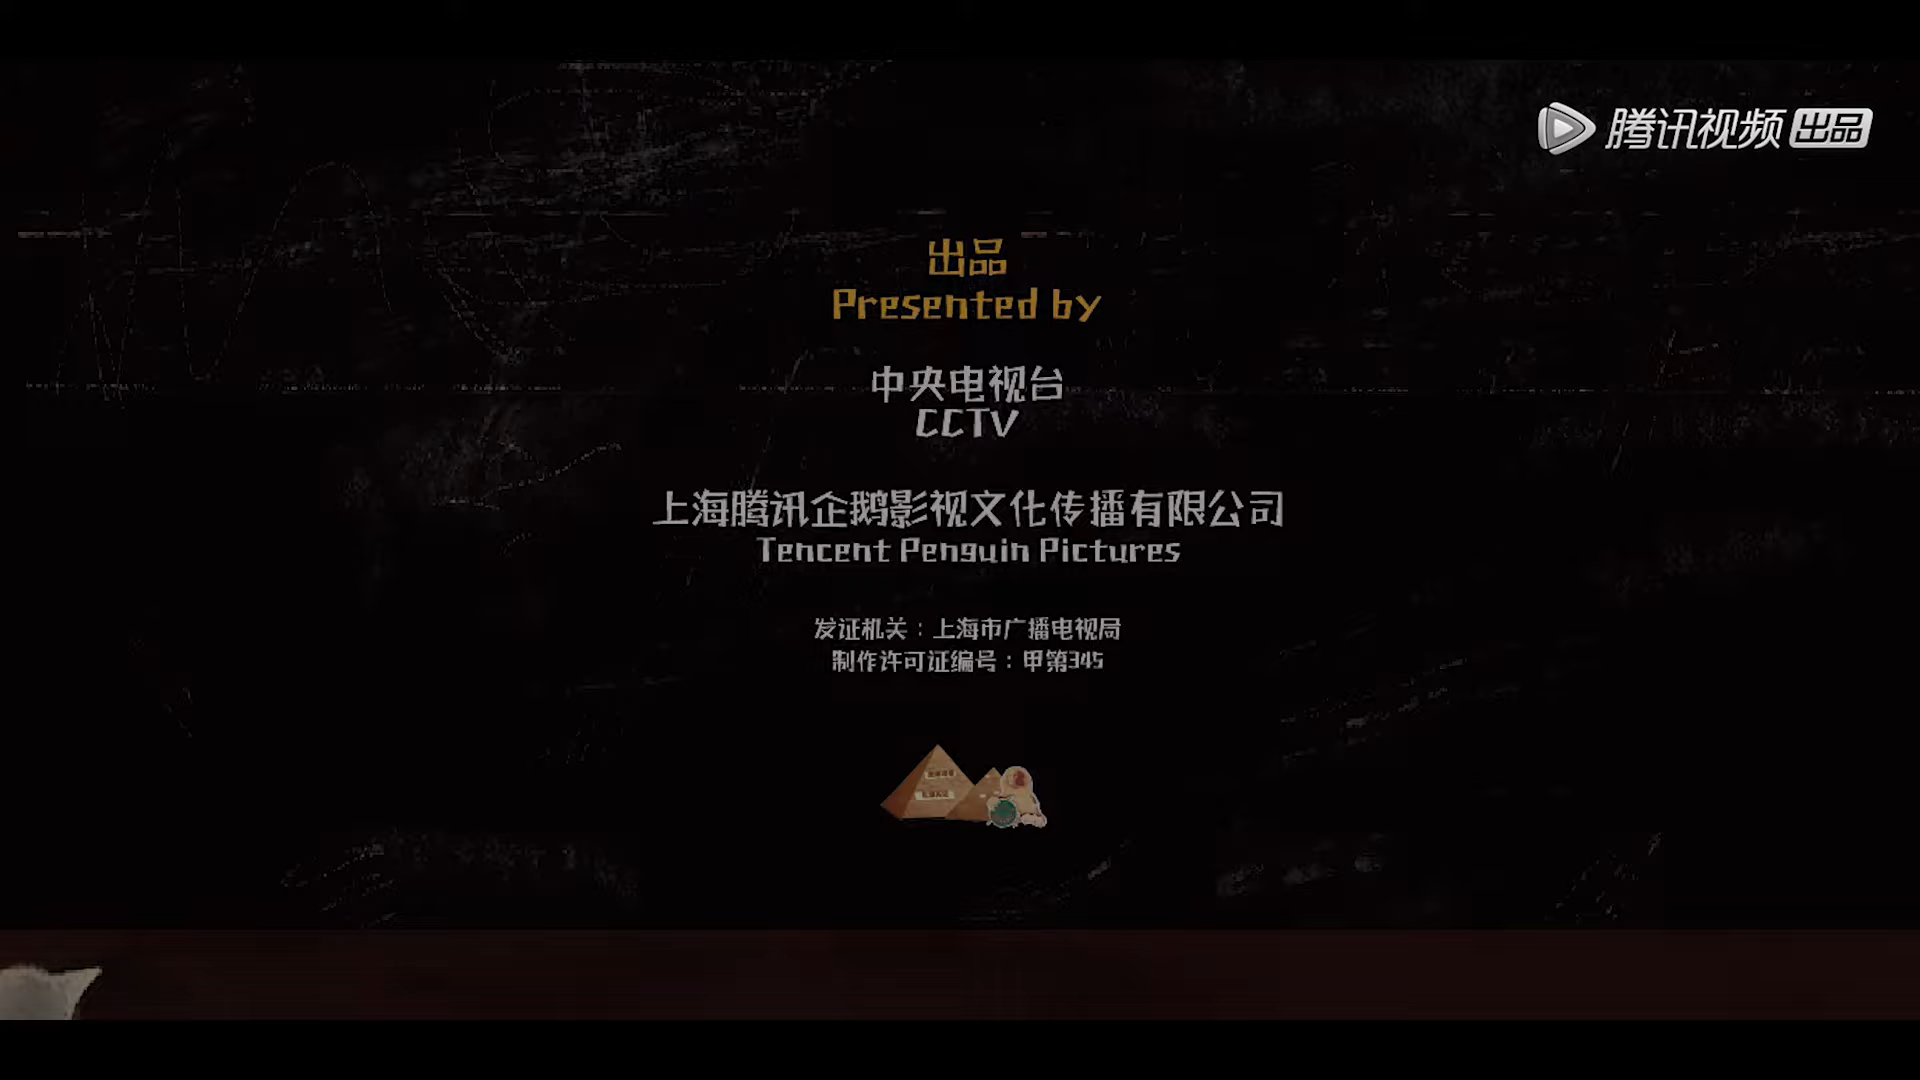 腾讯视频 出品
出品
Presented by
中央电视台
CCTV
上海腾讯企鹅影视文化传播有限公司
Tencent Penguin Pictures
发证机关：上海市广播电视局
制作许可证编号：甲第345